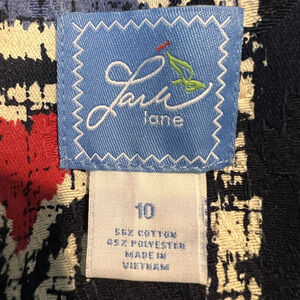 Lark
lane
10
55% COTTON
45% POLYESTER
MADE IN
VIETNAM